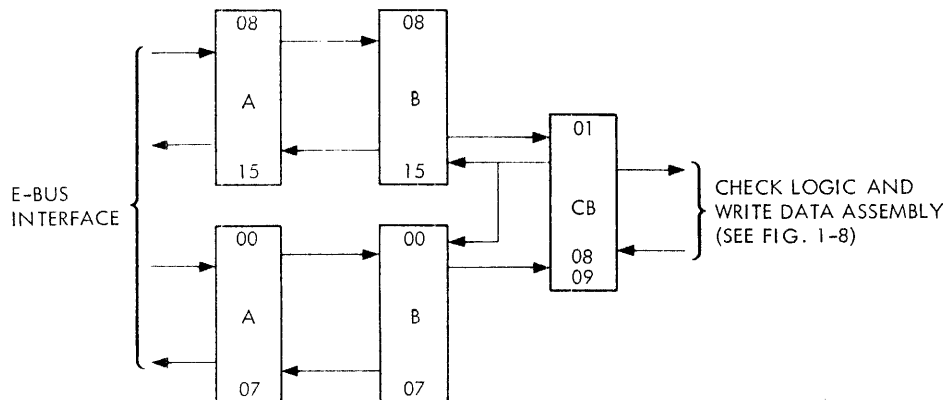 08
08
A
B
01
15
15
CB
E-BUS
INTERFACE
CHECK LOGIC AND
WRITE DATA ASSEMBLY
(SEE FIG. 1-8)
00
00
08
09
A
B
07
07